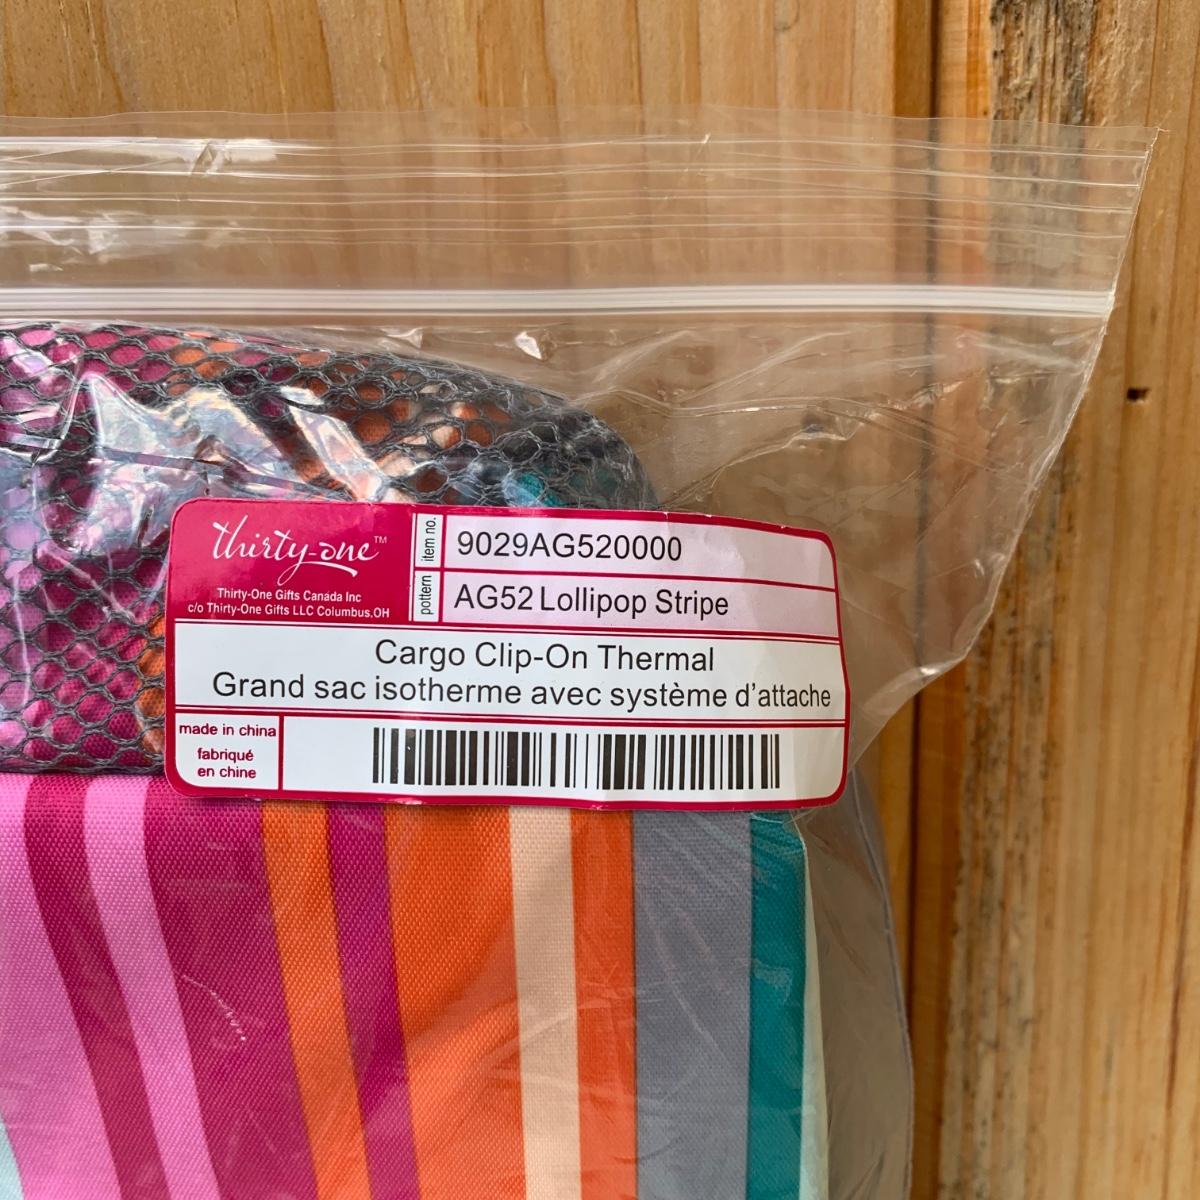 thirty-one™
Thirty-One Gifts Canada Inc
c/o Thirty-One Gifts LLC Columbus,OH
item no.
9029AG520000
pattern
AG52 Lollipop Stripe
Cargo Clip-On Thermal
Grand sac isotherme avec système d'attache
made in china
fabriqué
en chine